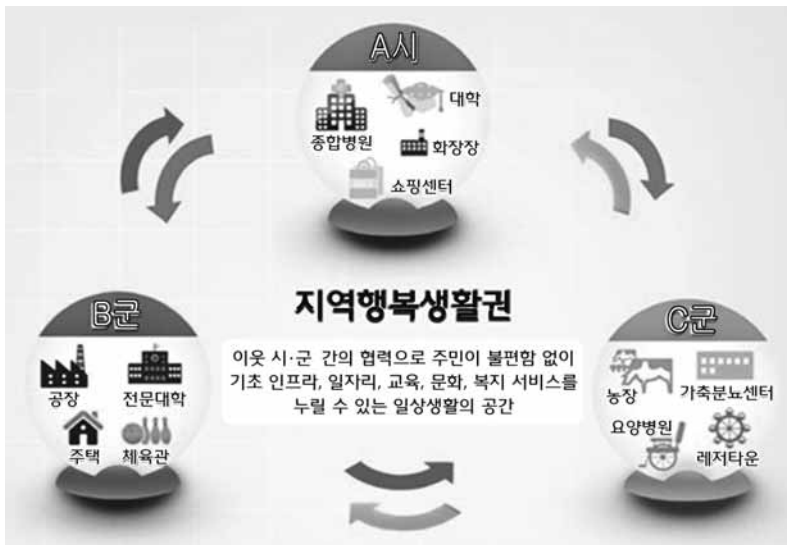 A시
대학
종합병원
화장장
쇼핑센터
지역행복생활권
이웃 시·군 간의 협력으로 주민이 불편함 없이
기초 인프라, 일자리, 교육, 문화, 복지 서비스를
누릴 수 있는 일상생활의 공간
B군
공장
전문대학
주택
체육관
C군
농장
가축분뇨센터
요양병원
레저타운